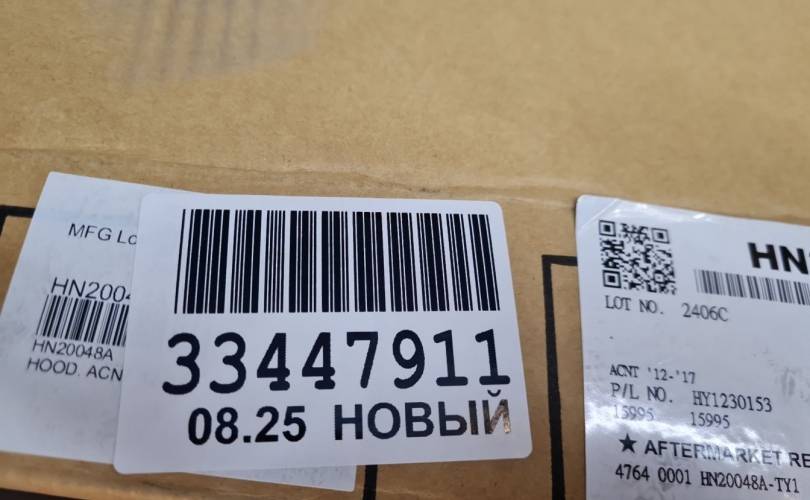 MFG Lo
HN2004
HN20048A
HOOD. ACN
33447911
08.25 НОВЫЙ
HN
LOT NO. 2406C
ACNT '12-'17
P/L NO. HY1230153
15995 15995
★ AFTERMARKET RE
4764 0001 HN20048A-TY1